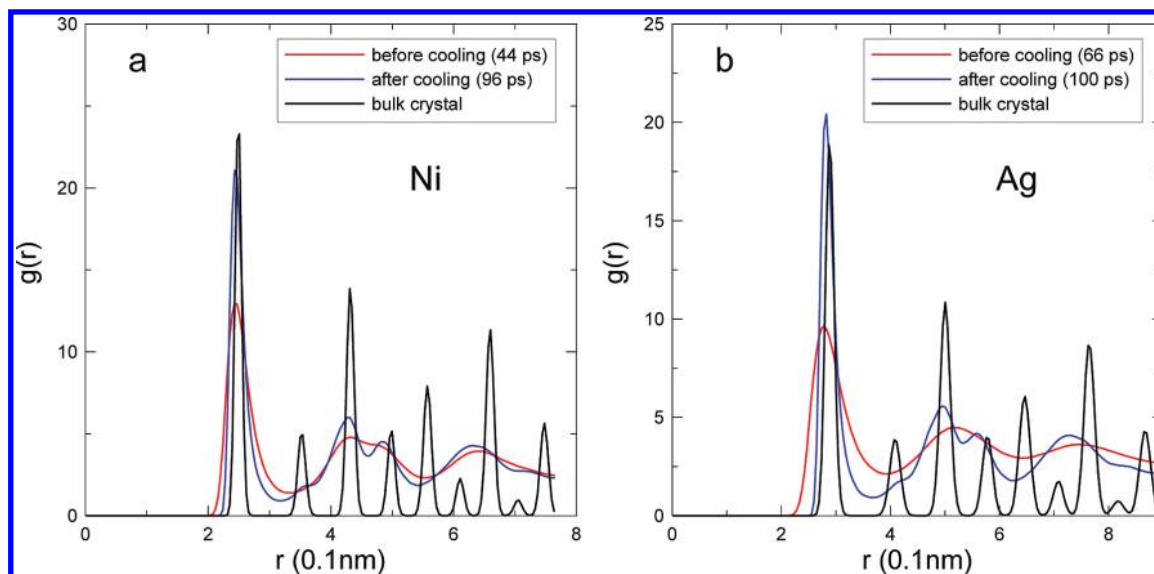 a
before cooling (44 ps)
after cooling (96 ps)
bulk crystal
Ni
g(r)
30
20
10
0
0 2 4 6 8
r (0.1nm)
b
before cooling (66 ps)
after cooling (100 ps)
bulk crystal
Ag
g(r)
25
20
15
10
5
0
0 2 4 6 8
r (0.1nm)